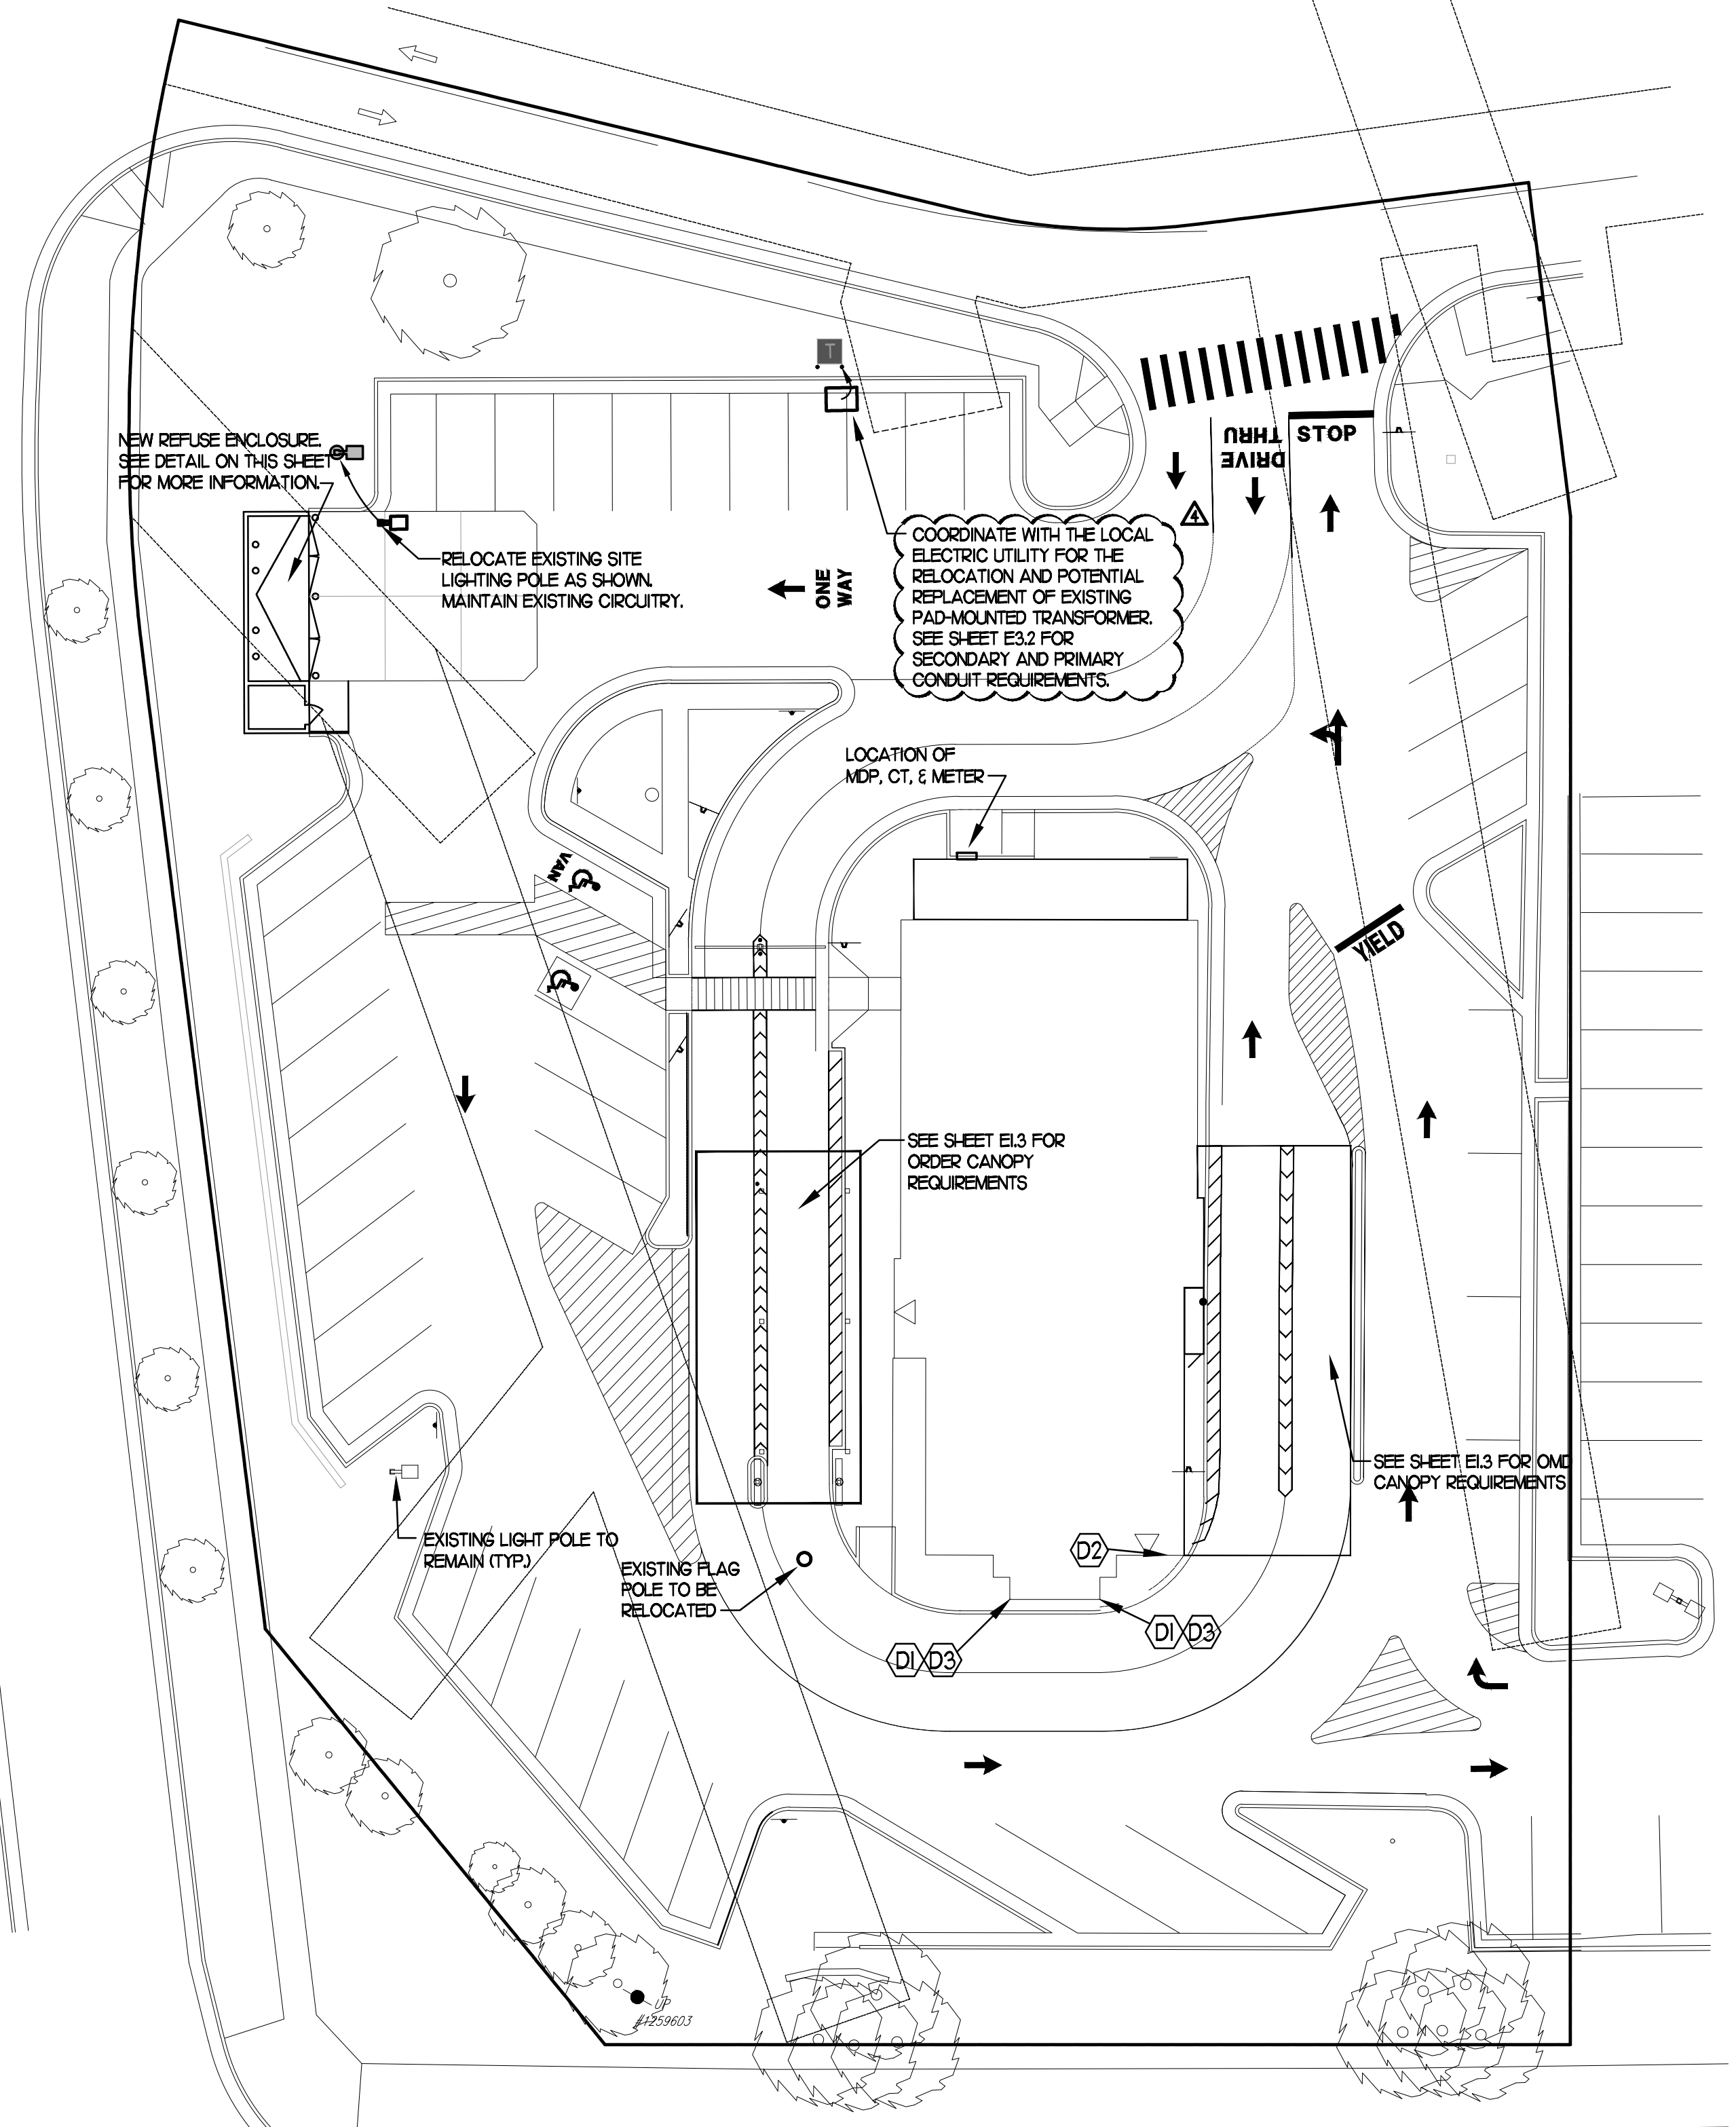 T
NEW REFUSE ENCLOSURE.
SEE DETAIL ON THIS SHEET
FOR MORE INFORMATION.
DRIVE
THRU
STOP
4
COORDINATE WITH THE LOCAL
ELECTRIC UTILITY FOR THE
RELOCATION AND POTENTIAL
REPLACEMENT OF EXISTING
PAD-MOUNTED TRANSFORMER.
SEE SHEET E3.2 FOR
SECONDARY AND PRIMARY
CONDUIT REQUIREMENTS.
RELOCATE EXISTING SITE
LIGHTING POLE AS SHOWN.
MAINTAIN EXISTING CIRCUITRY.
ONE
WAY
LOCATION OF
MDP, CT, & METER
VAN
YIELD
SEE SHEET E1.3 FOR
ORDER CANOPY
REQUIREMENTS
SEE SHEET E1.3 FOR OMD
CANOPY REQUIREMENTS
EXISTING LIGHT POLE TO
REMAIN (TYP.)
EXISTING FLAG
POLE TO BE
RELOCATED
D2
D1 D3
D1 D3
UP
#1259603